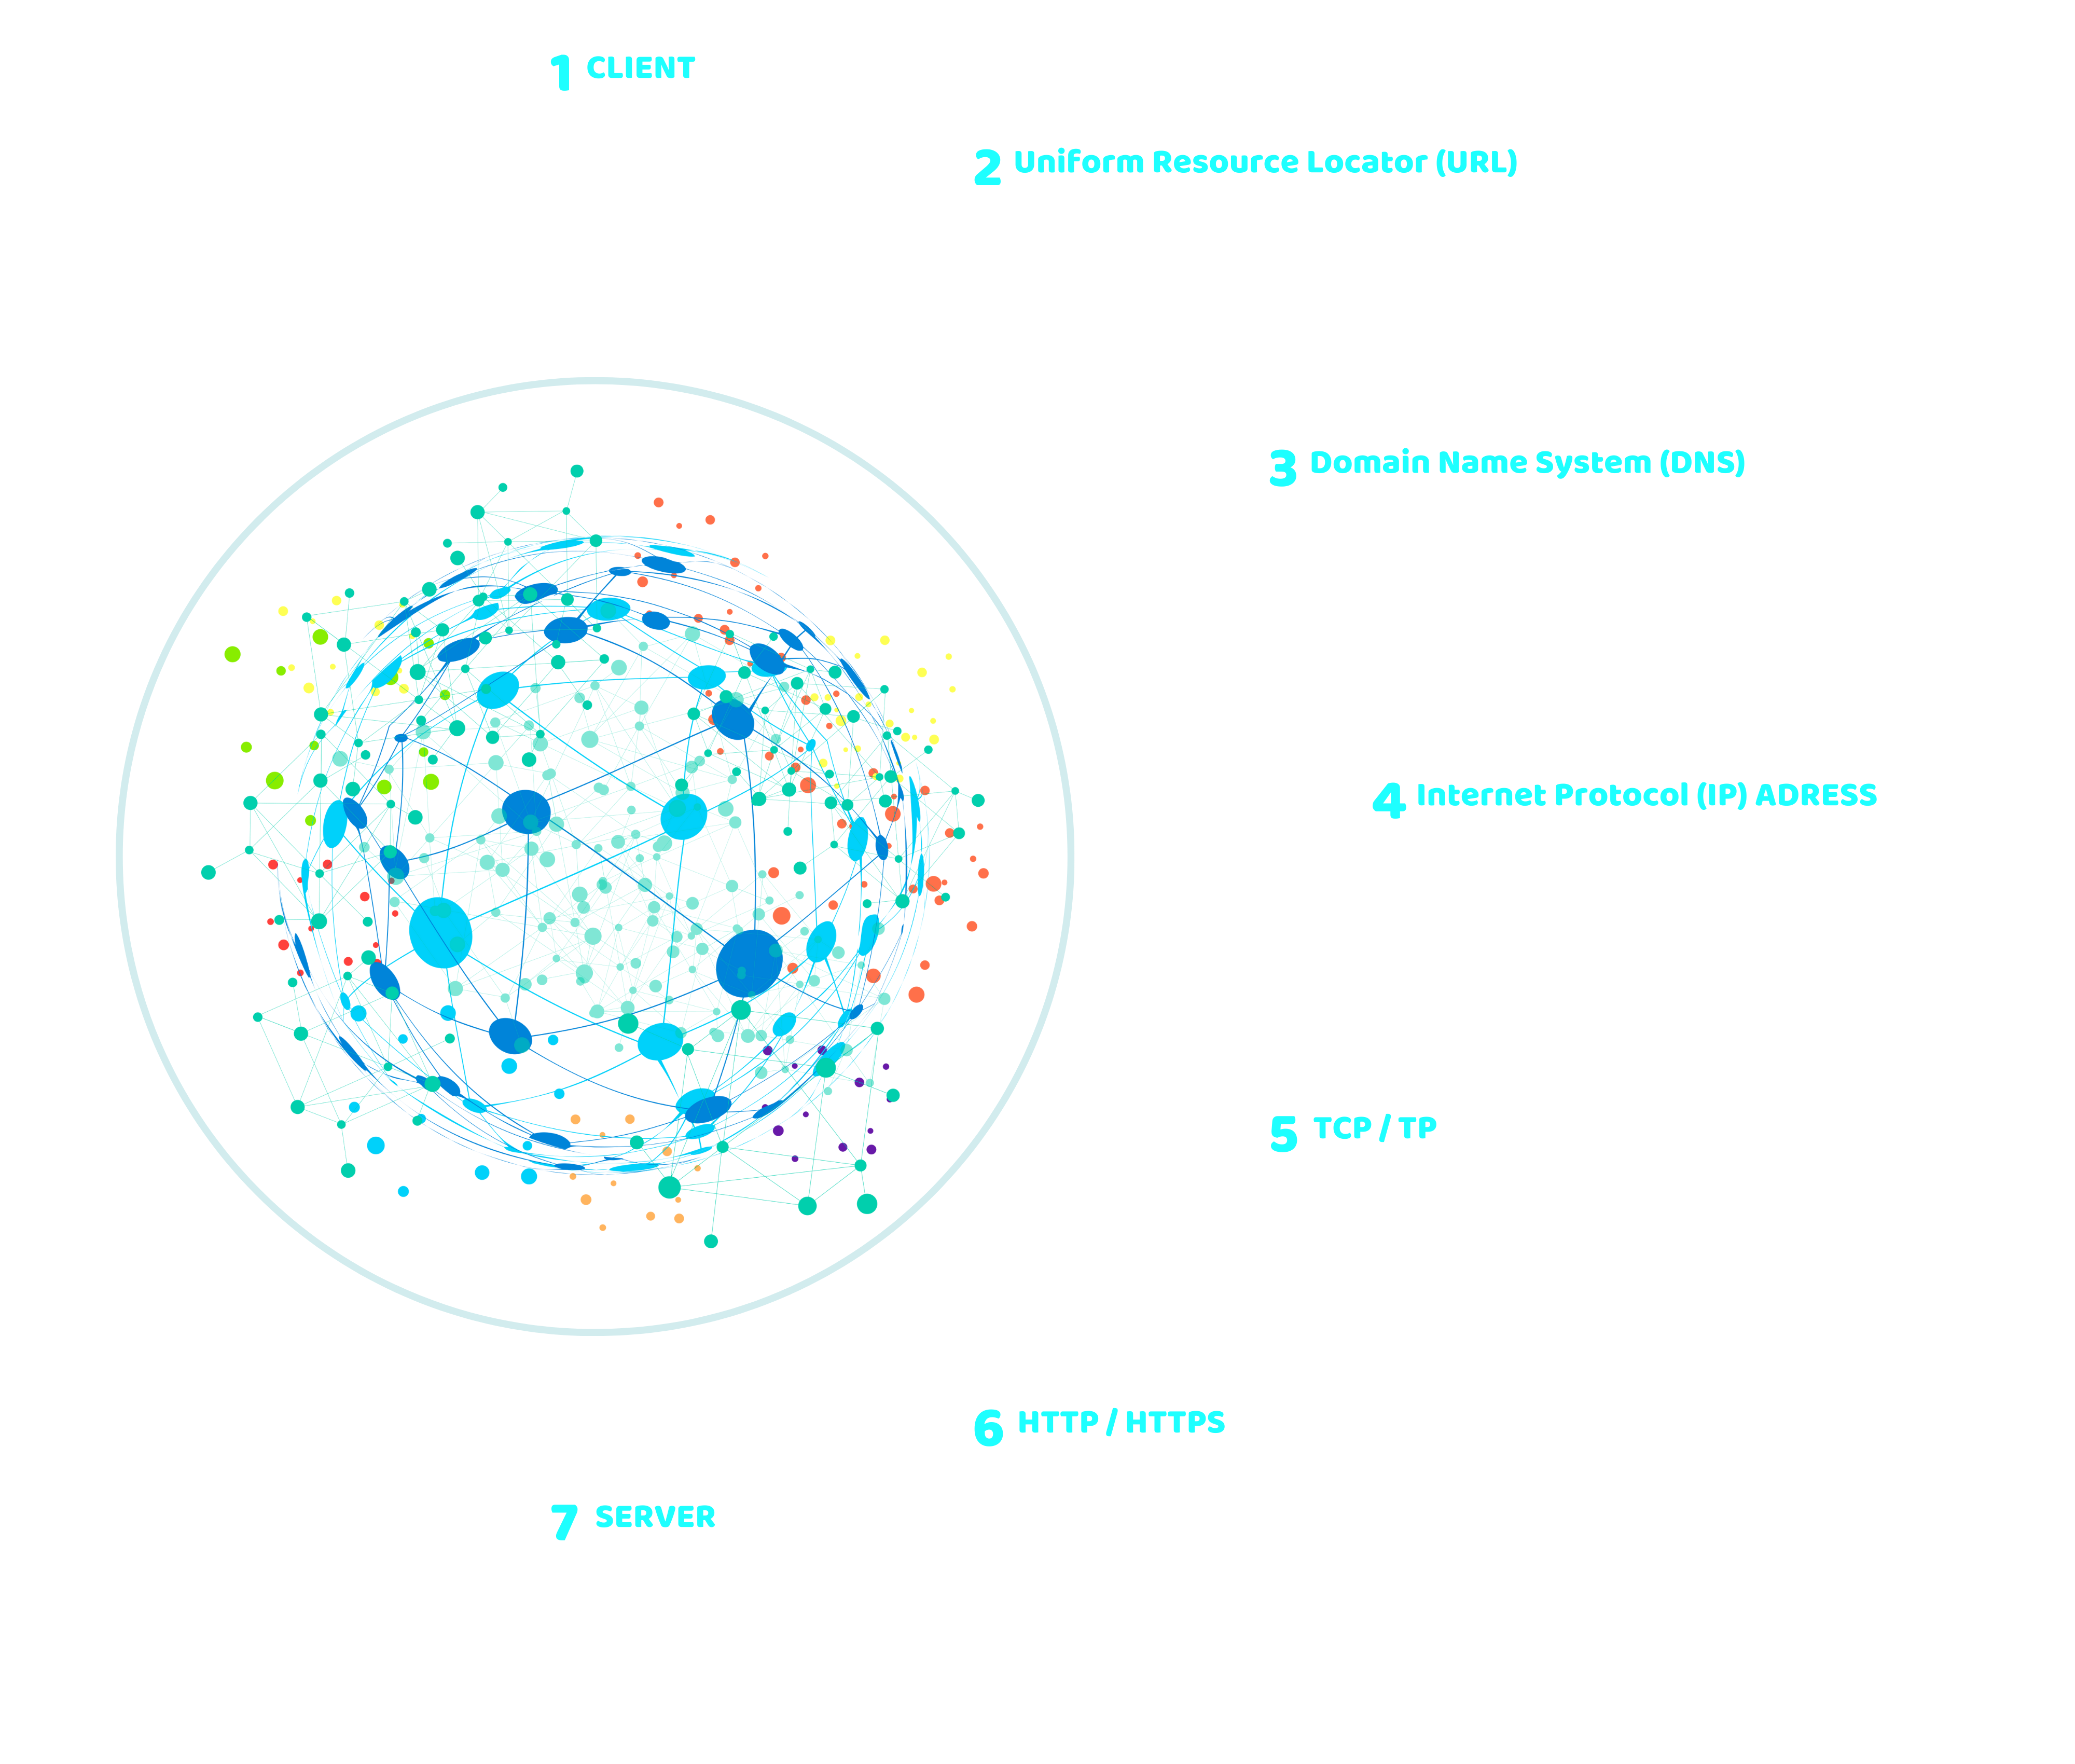 1 CLIENT
2 Uniform Resource Locator (URL)
3 Domain Name System (DNS)
4 Internet Protocol (IP) ADRESS
5 TCP / TP
6 HTTP / HTTPS
7 SERVER